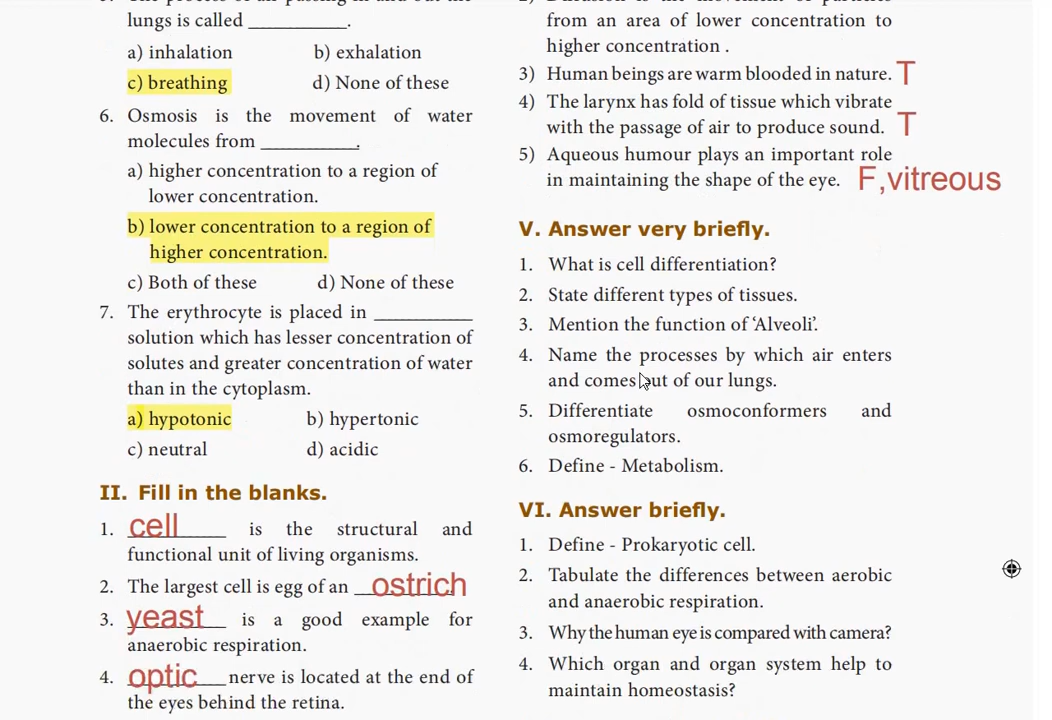 lungs is called ____________.
a) inhalation b) exhalation
c) breathing d) None of these
6. Osmosis is the movement of water
molecules from ____________.
a) higher concentration to a region of
lower concentration.
b) lower concentration to a region of
higher concentration.
c) Both of these d) None of these
7. The erythrocyte is placed in ____________
solution which has lesser concentration of
solutes and greater concentration of water
than in the cytoplasm.
a) hypotonic b) hypertonic
c) neutral d) acidic
II. Fill in the blanks.
1. cell is the structural and
functional unit of living organisms.
2. The largest cell is egg of an ostrich
3. yeast is a good example for
anaerobic respiration.
4. optic nerve is located at the end of
the eyes behind the retina.
from an area of lower concentration to
higher concentration .
3) Human beings are warm blooded in nature. T
4) The larynx has fold of tissue which vibrate
with the passage of air to produce sound. T
5) Aqueous humour plays an important role
in maintaining the shape of the eye. F,vitreous
V. Answer very briefly.
1. What is cell differentiation?
2. State different types of tissues.
3. Mention the function of ‘Alveoli’.
4. Name the processes by which air enters
and comes out of our lungs.
5. Differentiate osmoconformers and
osmoregulators.
6. Define - Metabolism.
VI. Answer briefly.
1. Define - Prokaryotic cell.
2. Tabulate the differences between aerobic
and anaerobic respiration.
3. Why the human eye is compared with camera?
4. Which organ and organ system help to
maintain homeostasis?